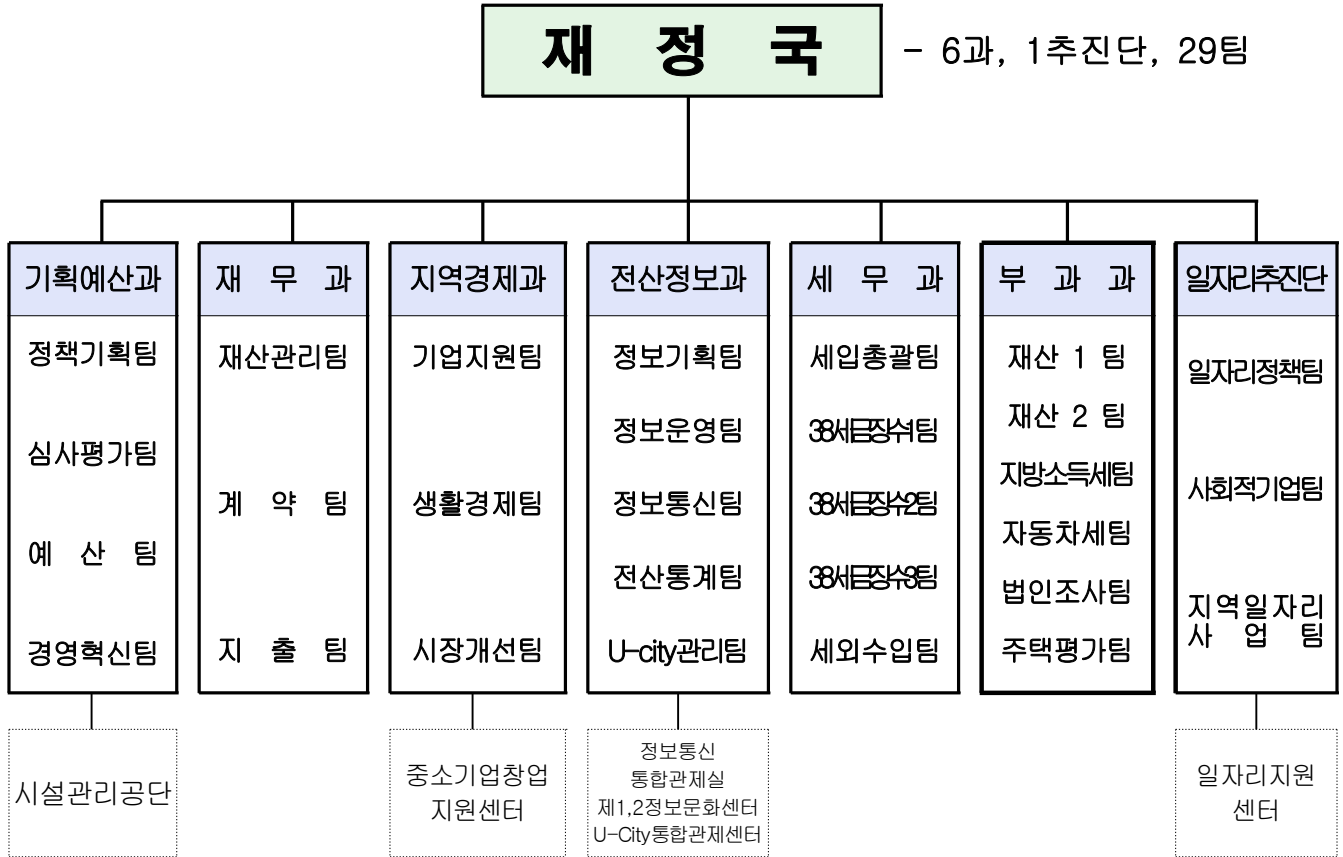 재 정 국
- 6과, 1추진단, 29팀
기획예산과
정책기획팀
심사평가팀
예 산 팀
경영혁신팀
시설관리공단
재 무 과
재산관리팀
계 약 팀
지 출 팀
지역경제과
기업지원팀
생활경제팀
시장개선팀
중소기업창업
지원센터
전산정보과
정보기획팀
정보운영팀
정보통신팀
전산통계팀
U-city관리팀
정보통신
통합관제실
제1,2정보문화센터
U-City통합관제센터
세 무 과
세입총괄팀
38세금징수1팀
38세금징수2팀
38세금징수3팀
세외수입팀
부 과 과
재산 1 팀
재산 2 팀
지방소득세팀
자동차세팀
법인조사팀
주택평가팀
일자리추진단
일자리정책팀
사회적기업팀
지역일자리
사 업 팀
일자리지원
센터